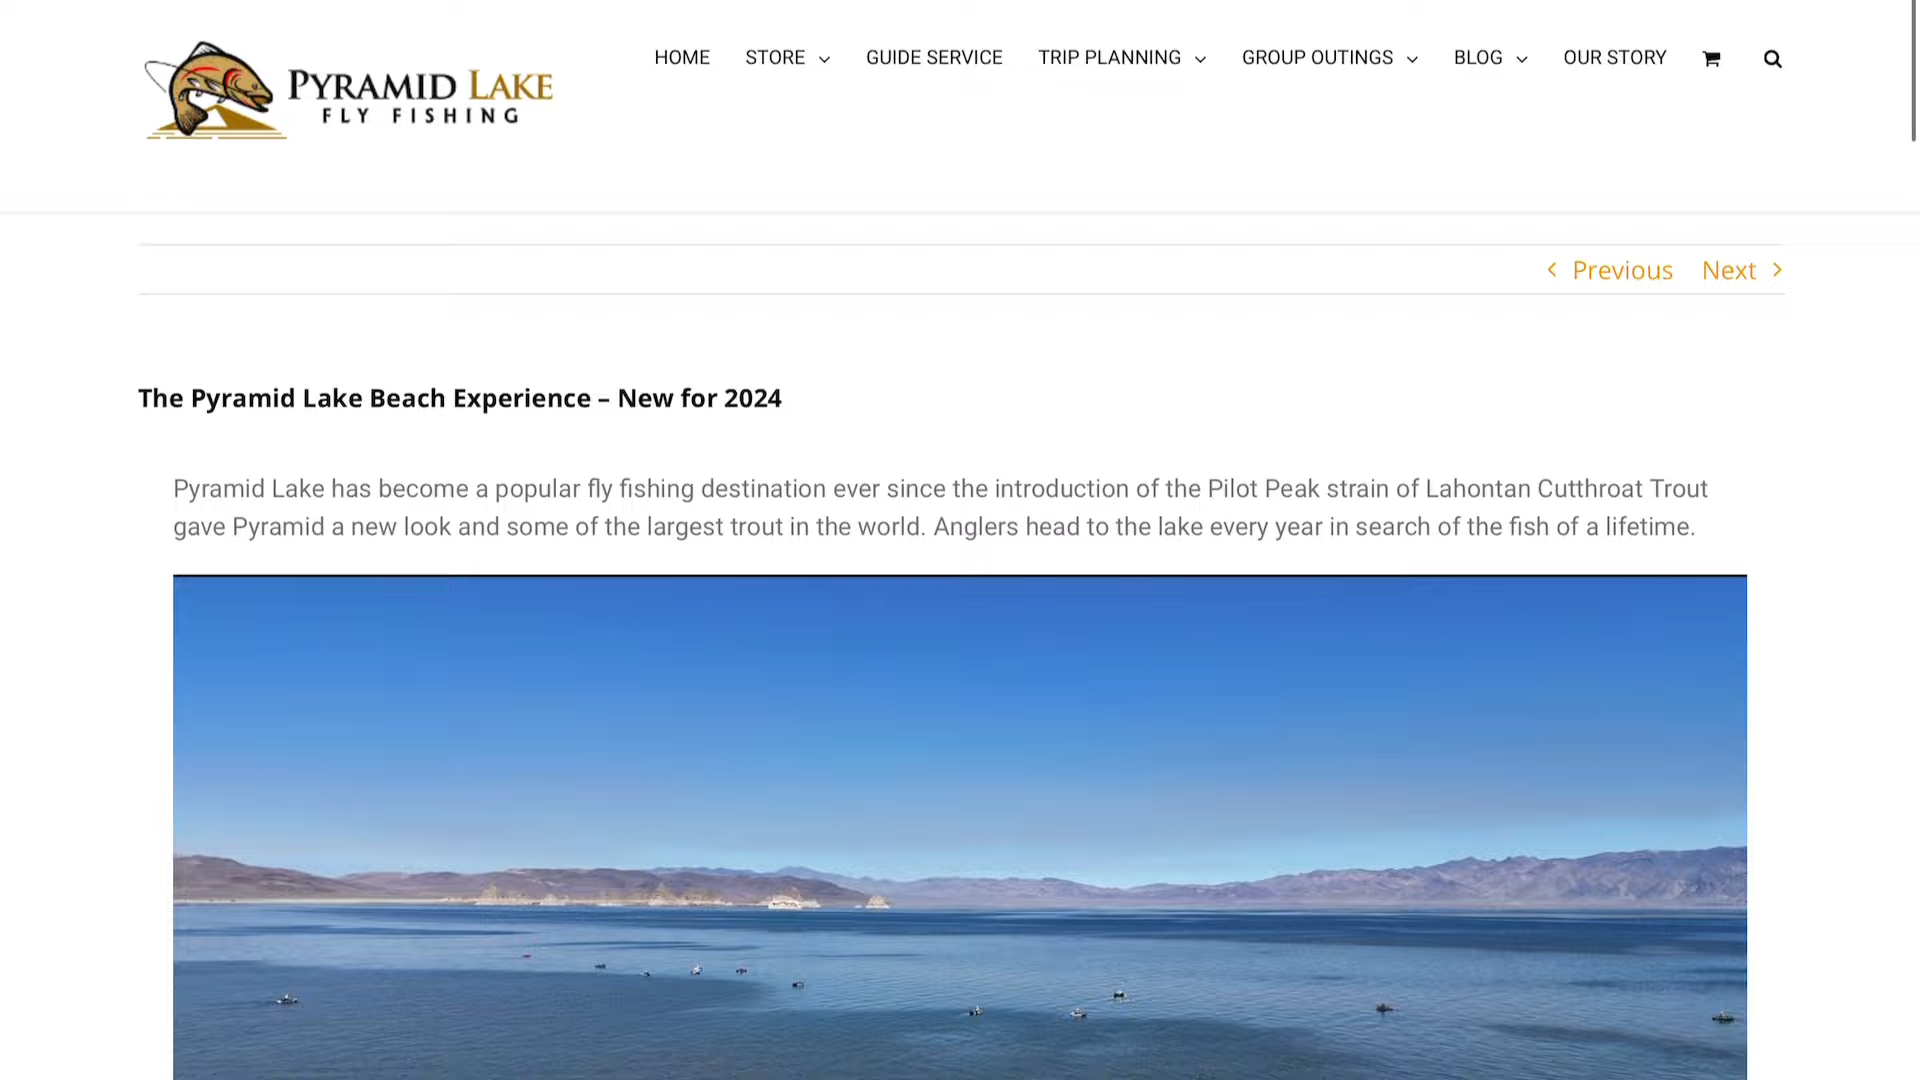 PYRAMID LAKE
FLY FISHING
HOME STORE GUIDE SERVICE TRIP PLANNING GROUP OUTINGS BLOG OUR STORY
Previous Next
The Pyramid Lake Beach Experience – New for 2024
Pyramid Lake has become a popular fly fishing destination ever since the introduction of the Pilot Peak strain of Lahontan Cutthroat Trout
gave Pyramid a new look and some of the largest trout in the world. Anglers head to the lake every year in search of the fish of a lifetime.